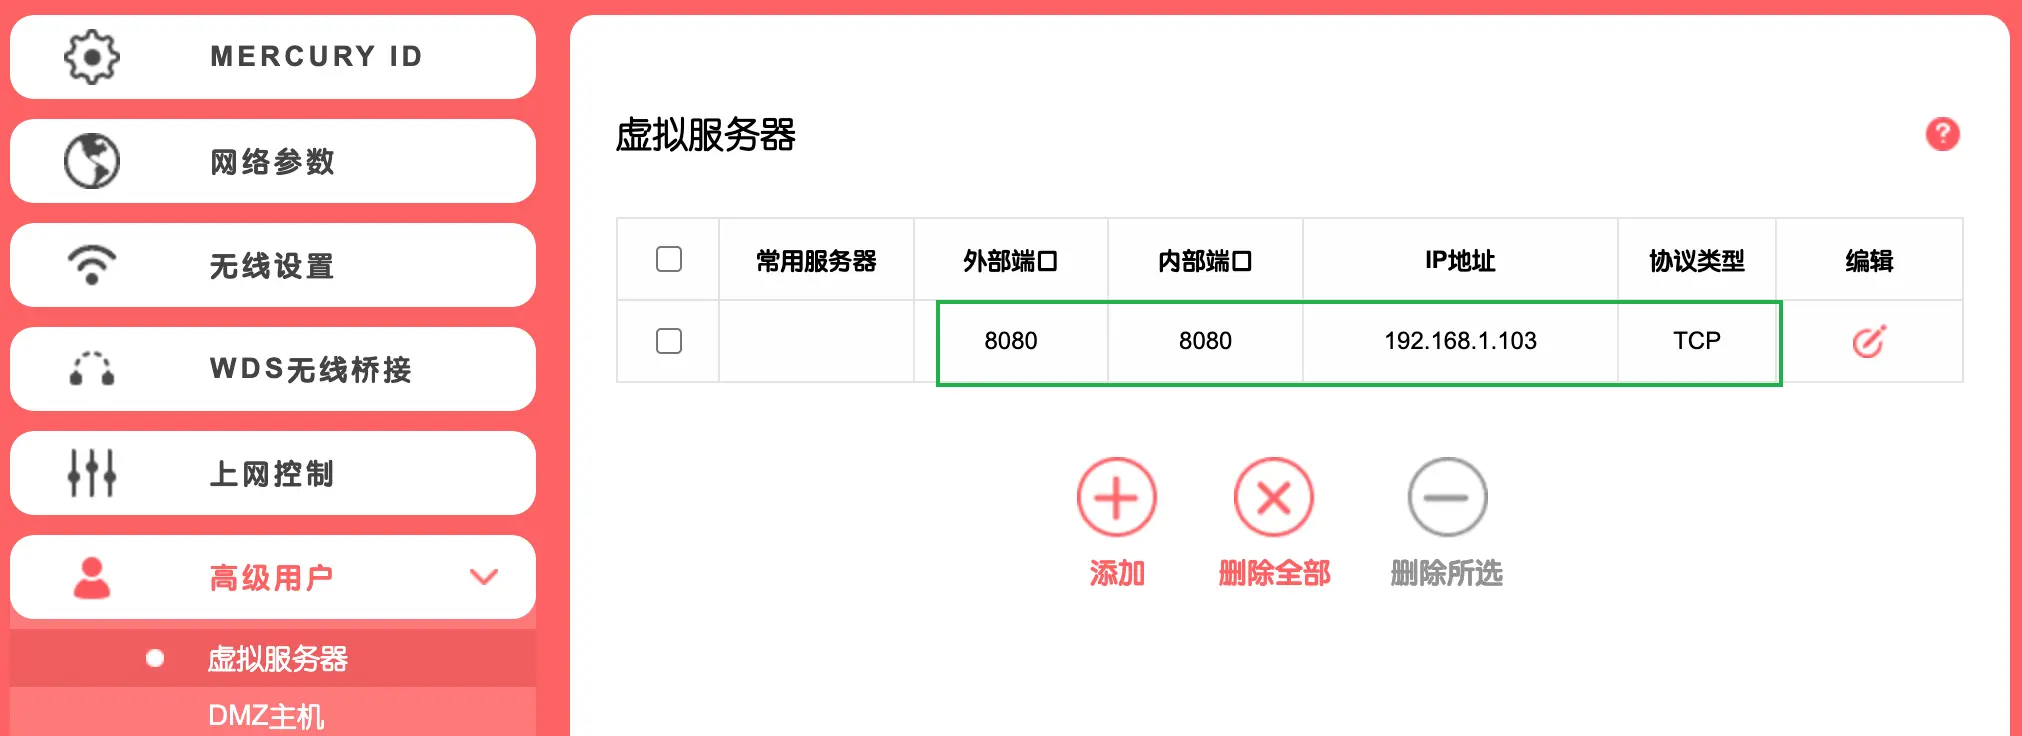 MERCURY ID
网络参数
无线设置
WDS无线桥接
上网控制
高级用户
虚拟服务器
DMZ主机
虚拟服务器
?
常用服务器 外部端口 内部端口 IP地址 协议类型 编辑
8080 8080 192.168.1.103 TCP
添加 删除全部 删除所选